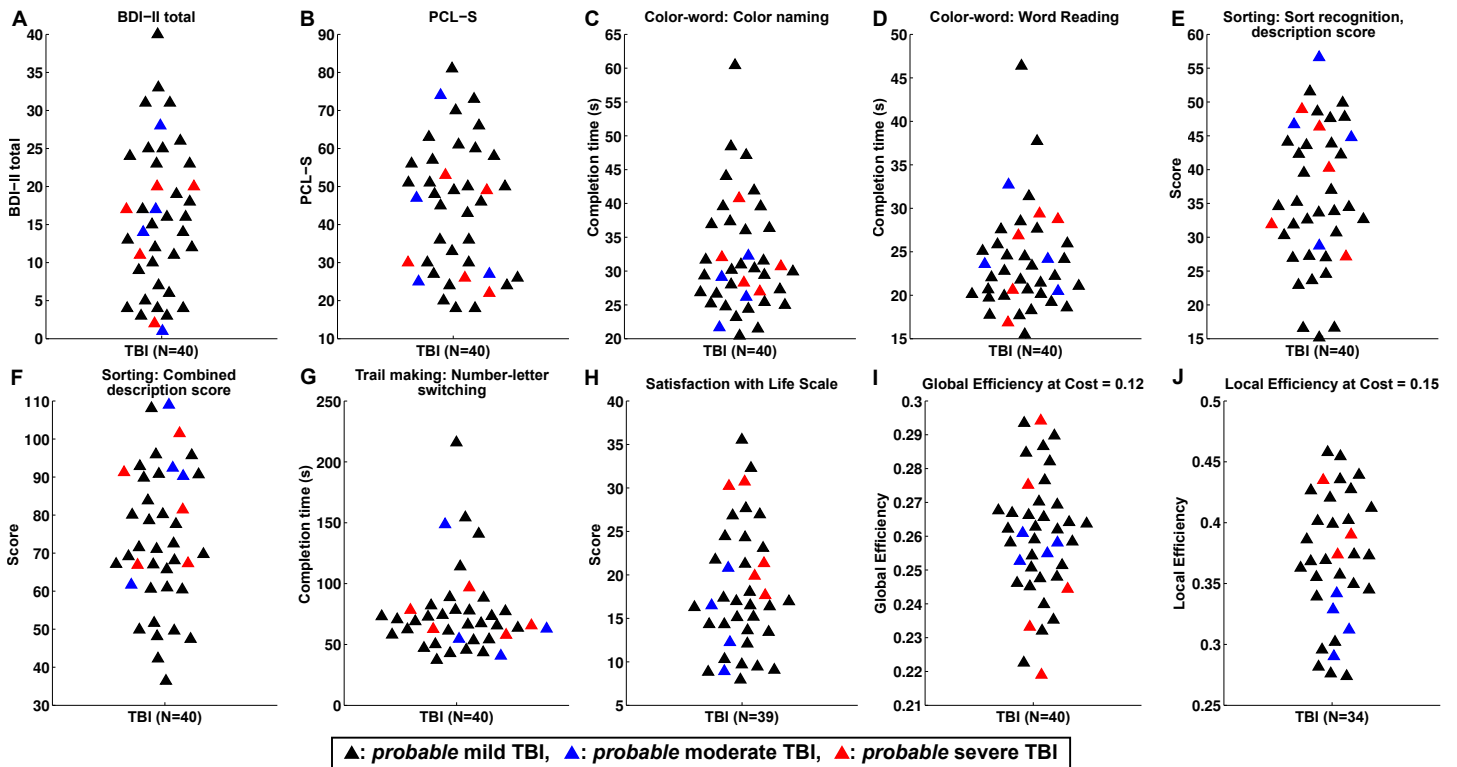 A
BDI−II total
BDI−II total
40
35
30
25
20
15
10
5
0
TBI (N=40)
B
PCL−S
PCL−S
90
80
70
60
50
40
30
20
10
TBI (N=40)
C
Color-word: Color naming
Completion time (s)
65
60
55
50
45
40
35
30
25
20
TBI (N=40)
D
Color-word: Word Reading
Completion time (s)
50
45
40
35
30
25
20
15
TBI (N=40)
E
Sorting: Sort recognition,
description score
Score
60
55
50
45
40
35
30
25
20
15
TBI (N=40)
F
Sorting: Combined
description score
Score
110
100
90
80
70
60
50
40
30
TBI (N=40)
G
Trail making: Number-letter
switching
Completion time (s)
250
200
150
100
50
0
TBI (N=40)
H
Satisfaction with Life Scale
Score
40
35
30
25
20
15
10
5
TBI (N=39)
I
Global Efficiency at Cost = 0.12
Global Efficiency
0.3
0.29
0.28
0.27
0.26
0.25
0.24
0.23
0.22
0.21
TBI (N=40)
J
Local Efficiency at Cost = 0.15
Local Efficiency
0.5
0.45
0.4
0.35
0.3
0.25
TBI (N=34)
: probable mild TBI, : probable moderate TBI, : probable severe TBI